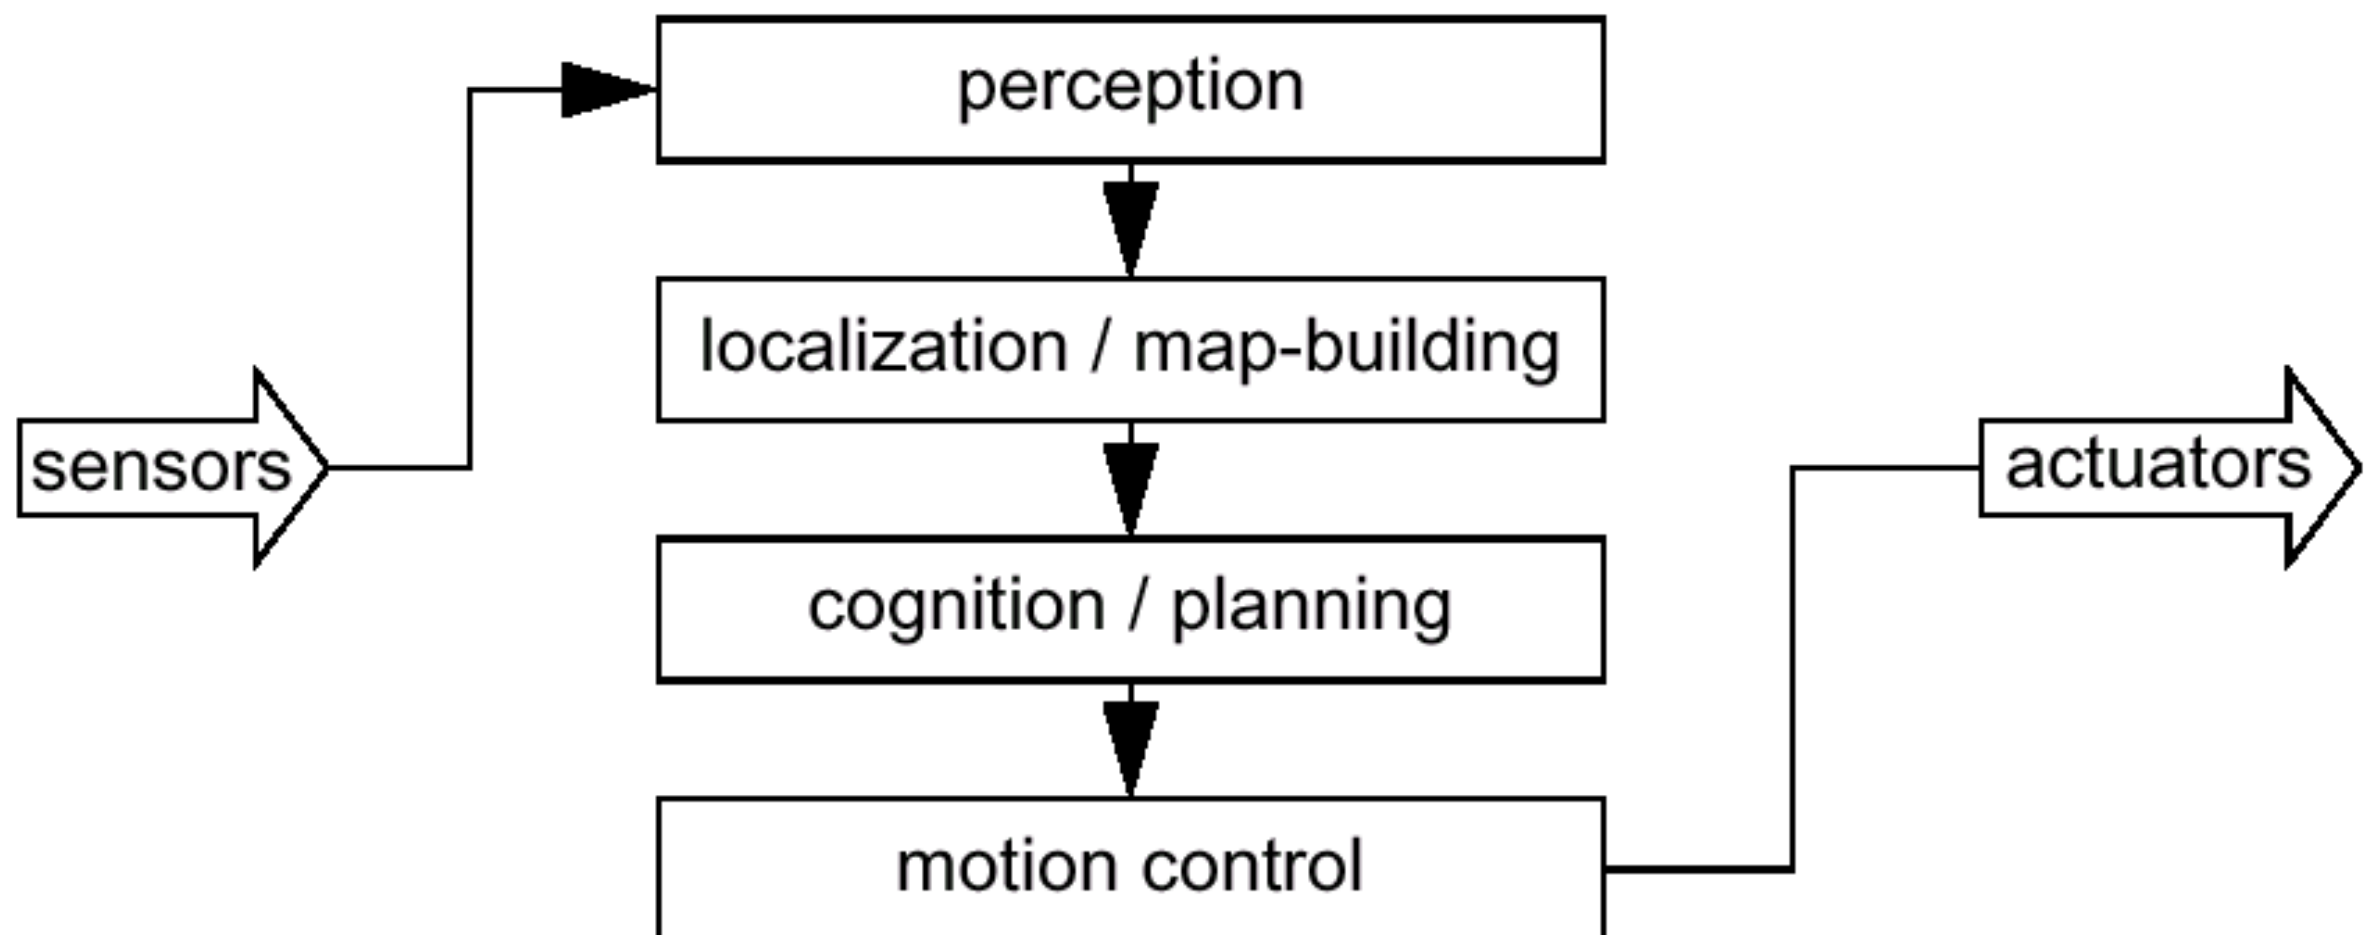 perception
localization / map-building
sensors
actuators
cognition / planning
motion control